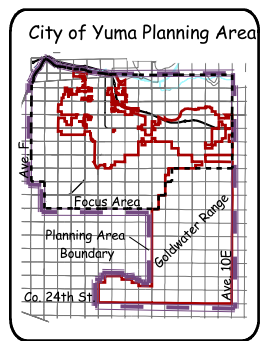 City of Yuma Planning Area
Ave. F
Focus Area
Planning Area
Boundary
Goldwater Range
Ave. 10E
Co. 24th St.